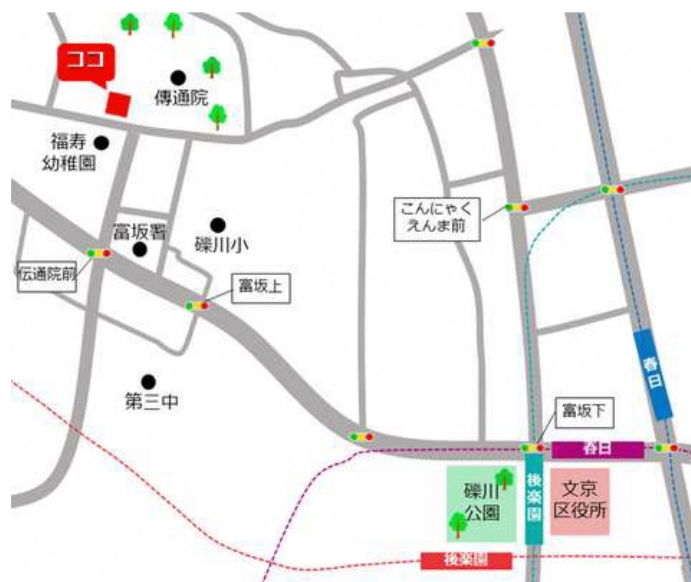 ココ
傳通院
福寿
幼稚園
こんにゃく
えんま前
富坂署
礫川小
伝通院前
富坂上
春日
第三中
富坂下
春日
礫川
公園
後楽園
文京
区役所
後楽園